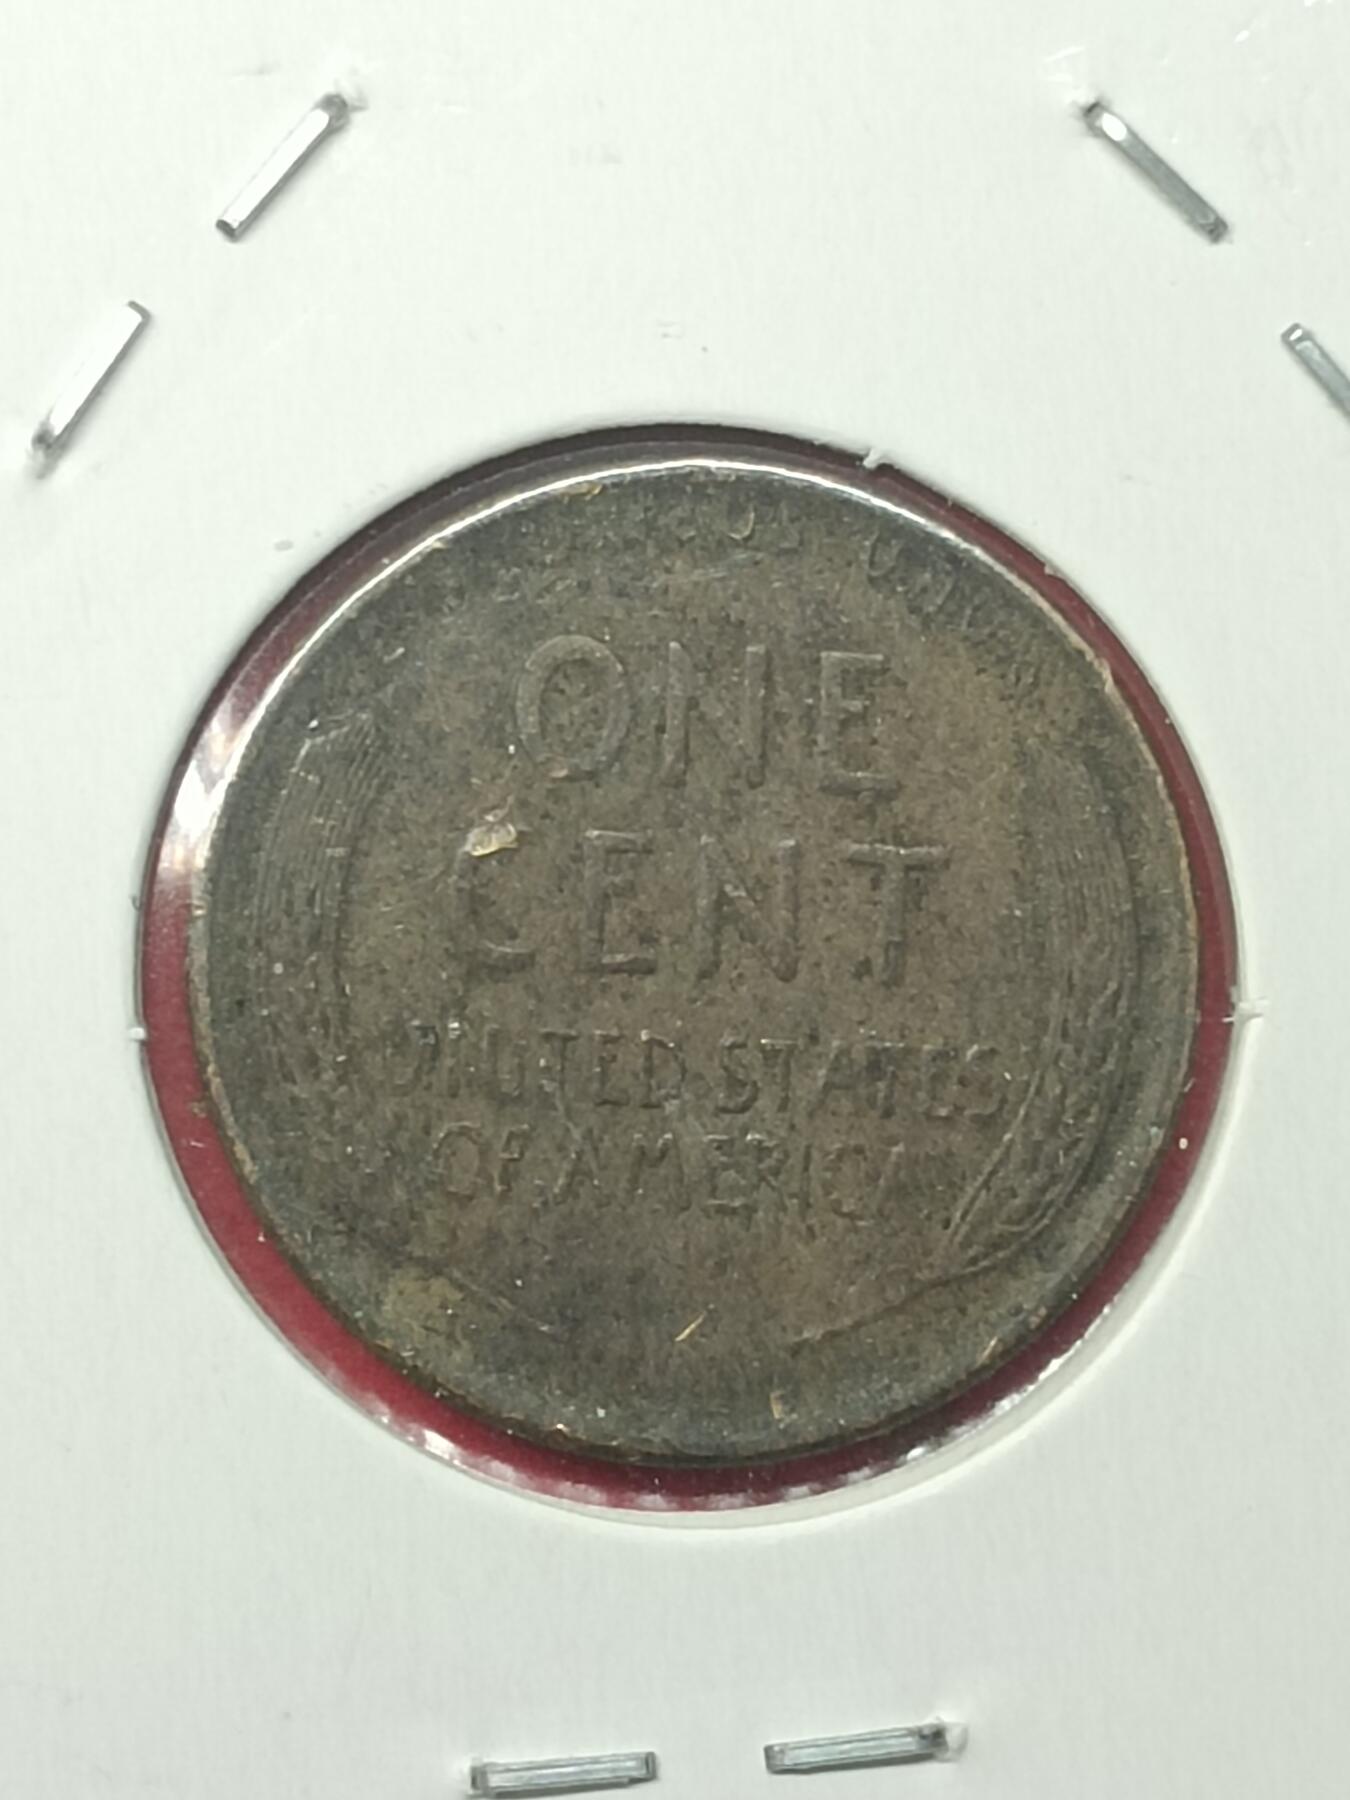 ONE
CENT
UNITED STATES
OF AMERICA